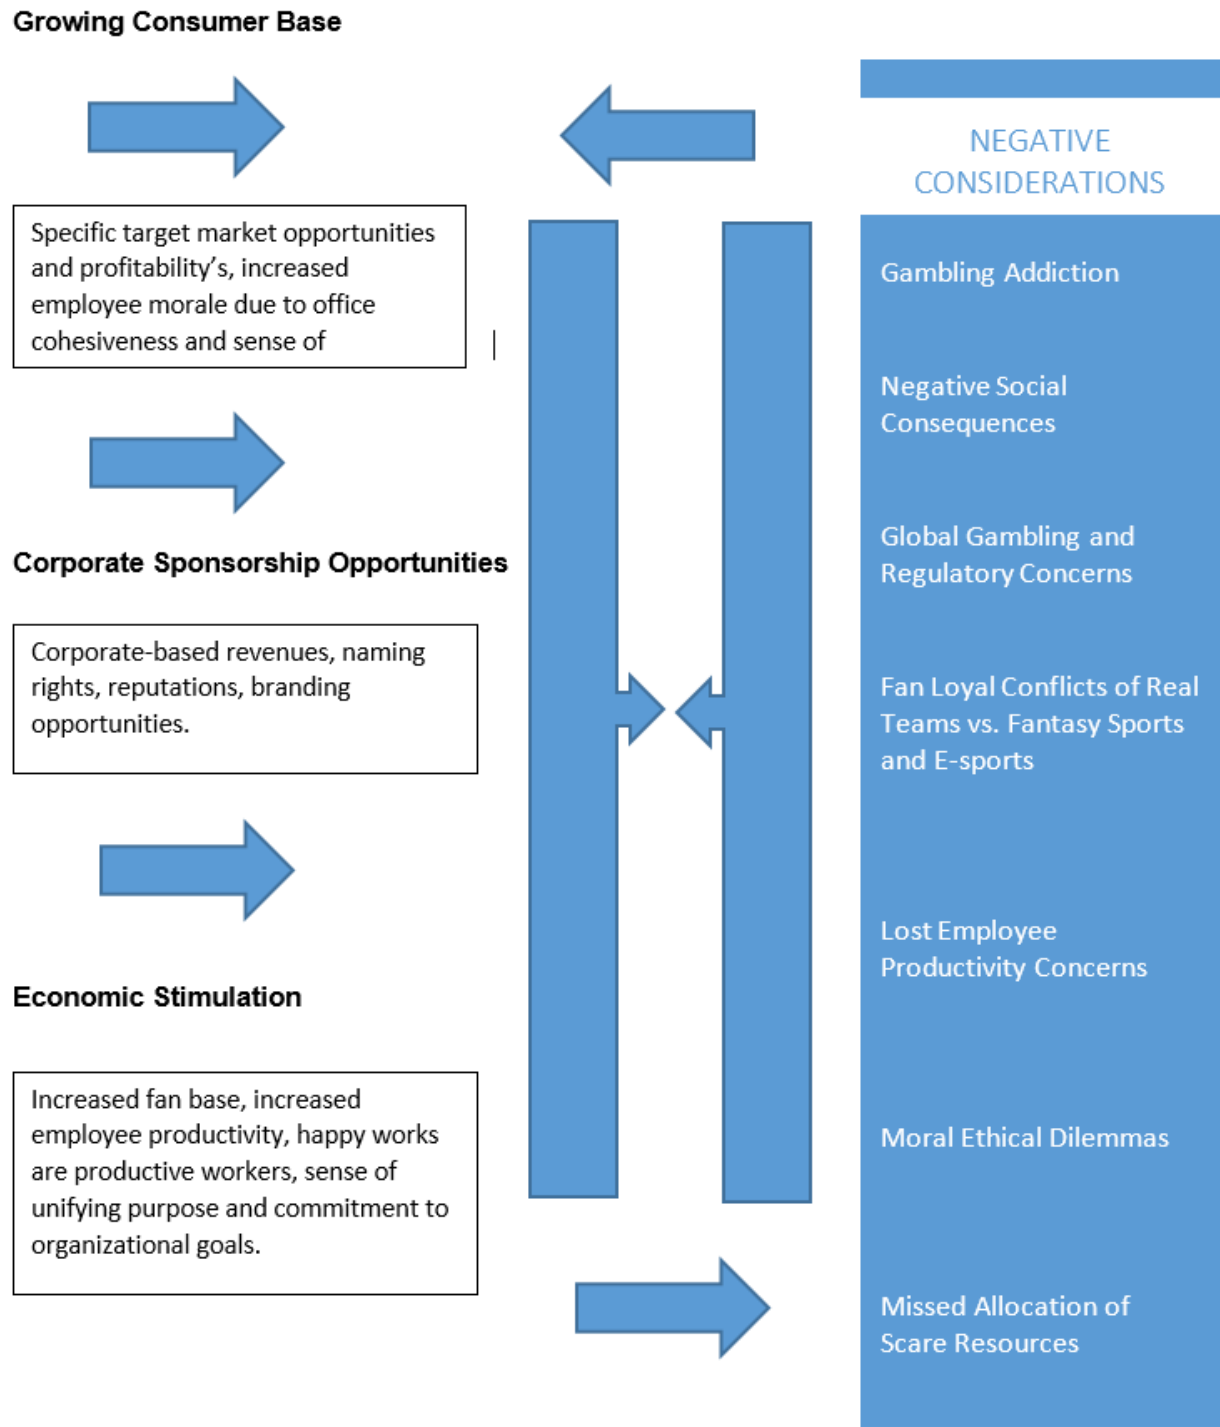 Growing Consumer Base
Specific target market opportunities
and profitability's, increased
employee morale due to office
cohesiveness and sense of
Corporate Sponsorship Opportunities
Corporate-based revenues, naming
rights, reputations, branding
opportunities.
Economic Stimulation
Increased fan base, increased
employee productivity, happy works
are productive workers, sense of
unifying purpose and commitment to
organizational goals.
NEGATIVE
CONSIDERATIONS
Gambling Addiction
Negative Social
Consequences
Global Gambling and
Regulatory Concerns
Fan Loyal Conflicts of Real
Teams vs. Fantasy Sports
and E-sports
Lost Employee
Productivity Concerns
Moral Ethical Dilemmas
Missed Allocation of
Scare Resources